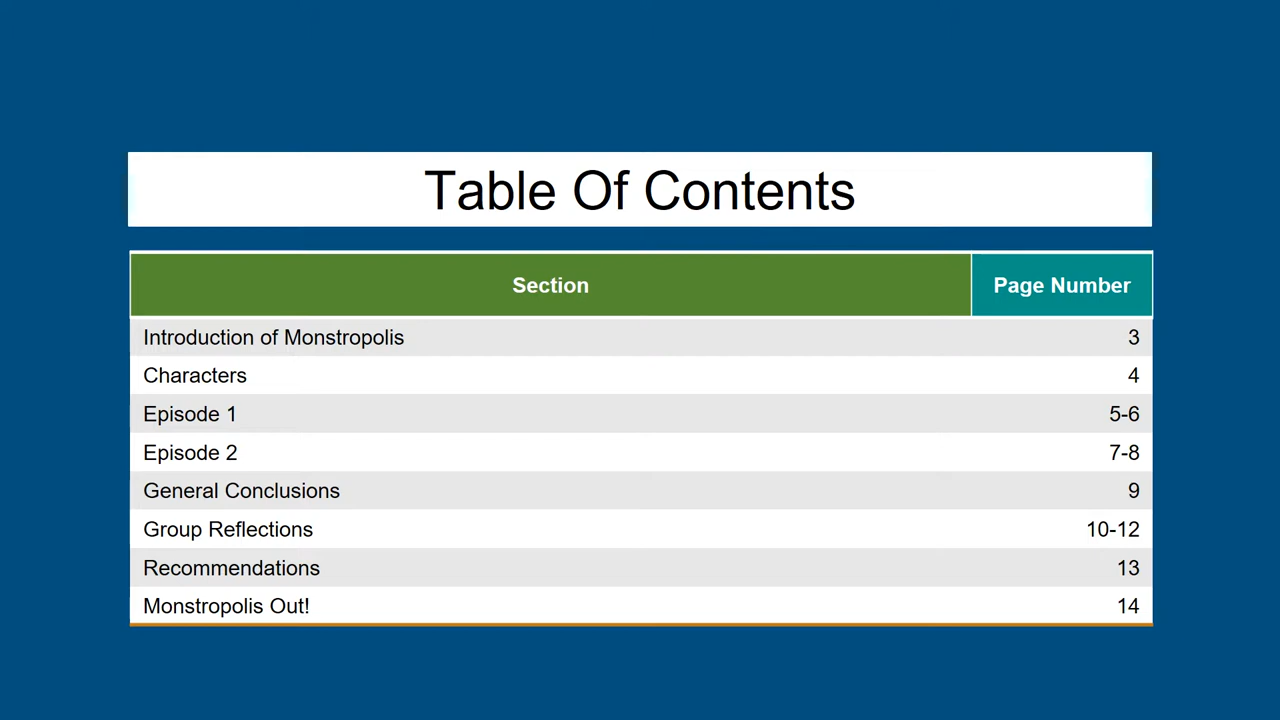 Table Of Contents
Section Page Number
Introduction of Monstropolis 3
Characters 4
Episode 1 5-6
Episode 2 7-8
General Conclusions 9
Group Reflections 10-12
Recommendations 13
Monstropolis Out! 14